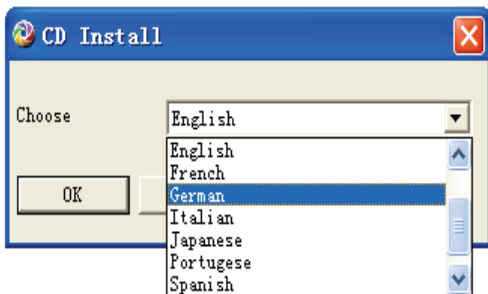 CD Install
Choose
English
English
French
German
OK
Italian
Japanese
Portugese
Spanish